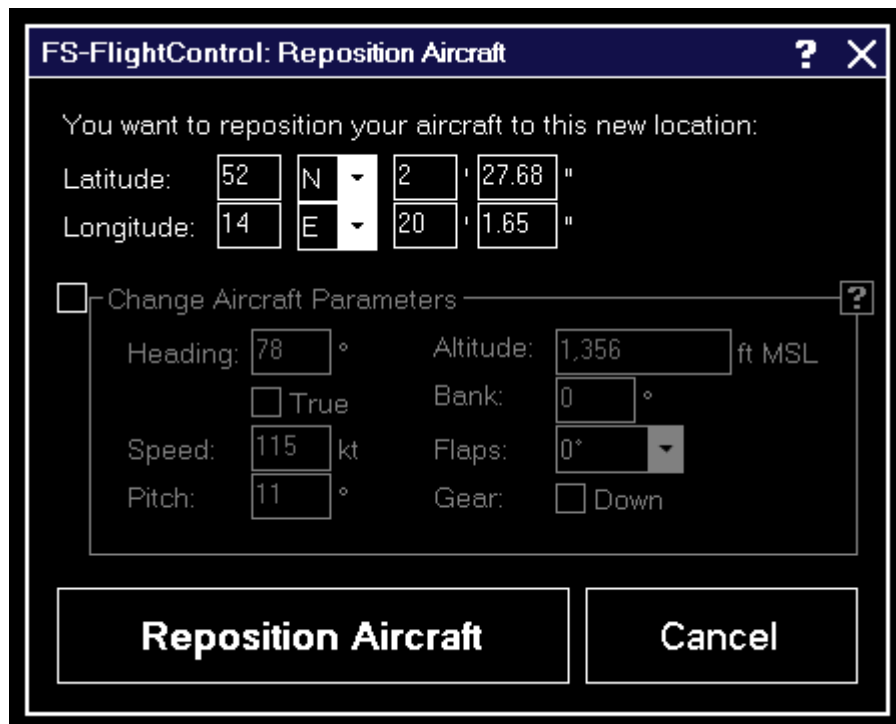 FS-FlightControl: Reposition Aircraft ?
You want to reposition your aircraft to this new location:
Latitude: 52 N 2 ' 27.68 "
Longitude: 14 E 20 ' 1.65 "
Change Aircraft Parameters ?
Heading: 78 ° Altitude: 1,356 ft MSL
True Bank: 0 °
Speed: 115 kt Flaps: 0°
Pitch: 11 ° Gear: Down
Reposition Aircraft Cancel